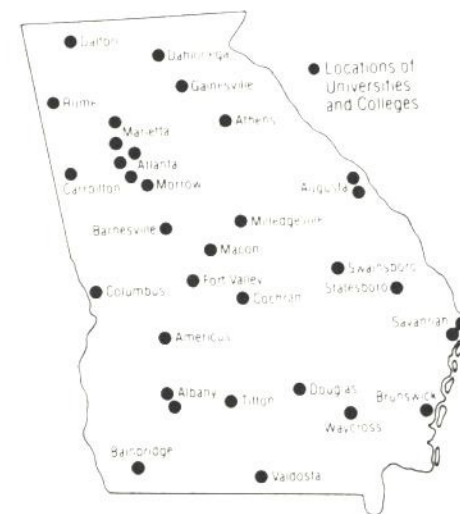 Dalton
Dahlonega
Gainesville
Locations of
Universities
and Colleges
Rome
Marietta
Athens
Atlanta
Carrollton
Morrow
Augusta
Barnesville
Milledgeville
Macon
Swainsboro
Fort Valley
Statesboro
Columbus
Cochran
Savannah
Americus
Albany
Tifton
Douglas
Brunswick
Waycross
Bainbridge
Valdosta